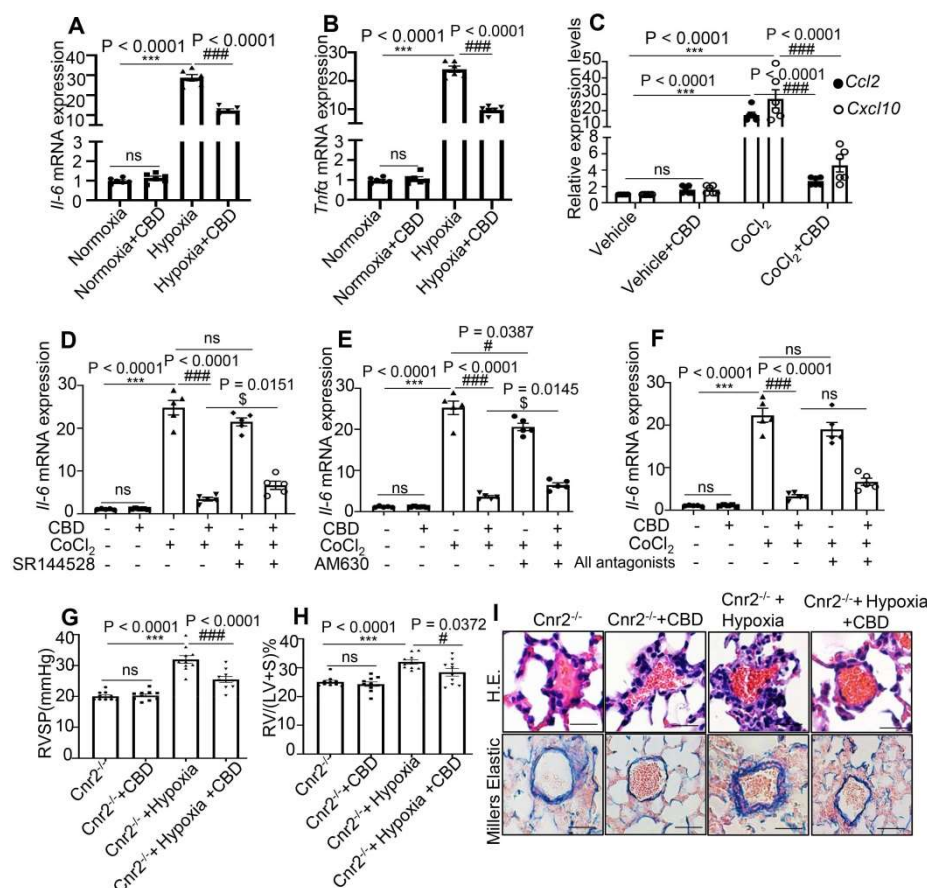 A
P < 0.0001
P < 0.0001
***
###
ns
Il-6 mRNA expression
40
30
20
10
2
1
0
Normoxia
Normoxia+CBD
Hypoxia
Hypoxia+CBD
B
P < 0.0001
P < 0.0001
***
###
ns
Tnfα mRNA expression
40
20
10
2
1
0
Normoxia
Normoxia+CBD
Hypoxia
Hypoxia+CBD
C
P < 0.0001
P < 0.0001
***
###
P < 0.0001
P < 0.0001
***
###
ns
Ccl2
Cxcl10
Relative expression levels
50
40
30
20
10
8
6
4
2
0
Vehicle
Vehicle+CBD
CoCl2
CoCl2+CBD
D
ns
P < 0.0001
P < 0.0001
***
###
P = 0.0151
$
ns
Il-6 mRNA expression
30
20
10
0
CBD - + - + - +
CoCl2 - - + + + +
SR144528 - - - - + +
E
P = 0.0387
#
P < 0.0001
P < 0.0001
***
###
P = 0.0145
$
ns
Il-6 mRNA expression
30
20
10
0
CBD - + - + - +
CoCl2 - - + + + +
AM630 - - - - + +
F
ns
P < 0.0001
P < 0.0001
***
###
ns
ns
Il-6 mRNA expression
30
20
10
0
CBD - + - + - +
CoCl2 - - + + + +
All antagonists - - - - + +
G
P < 0.0001
P < 0.0001
***
###
ns
RVSP(mmHg)
40
30
20
10
0
Cnr2-/-
Cnr2-/-+CBD
Cnr2-/-+Hypoxia
Cnr2-/-+ Hypoxia +CBD
H
P < 0.0001
P = 0.0372
***
#
ns
RV/(LV+S)%
40
30
20
10
0
Cnr2-/-
Cnr2-/-+CBD
Cnr2-/-+Hypoxia
Cnr2-/-+ Hypoxia +CBD
I
Cnr2-/-
Cnr2-/-+CBD
Cnr2-/- +
Hypoxia
Cnr2-/-+ Hypoxia
+CBD
H.E.
Millers Elastic